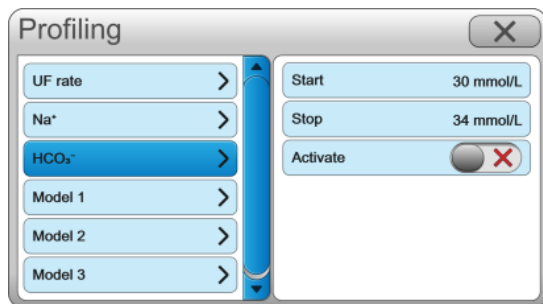 Profiling
UF rate
Na⁺
HCO₃⁻
Model 1
Model 2
Model 3
Start 30 mmol/L
Stop 34 mmol/L
Activate